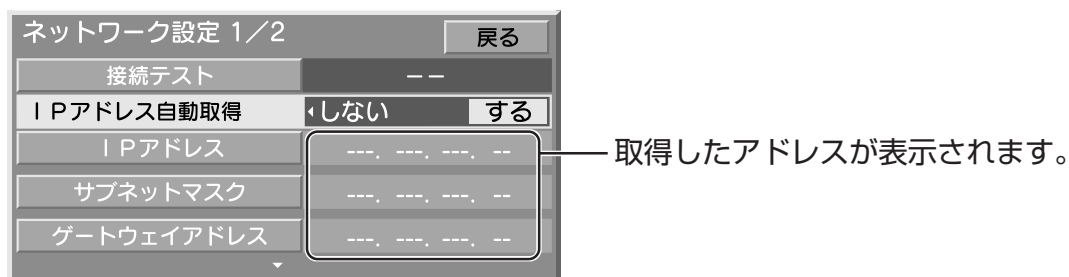 ネットワーク設定 1／2
戻る
接続テスト
－－
ＩＰアドレス自動取得
しない
する
ＩＰアドレス
---. ---. ---. --
サブネットマスク
---. ---. ---. --
ゲートウェイアドレス
---. ---. ---. --
取得したアドレスが表示されます。